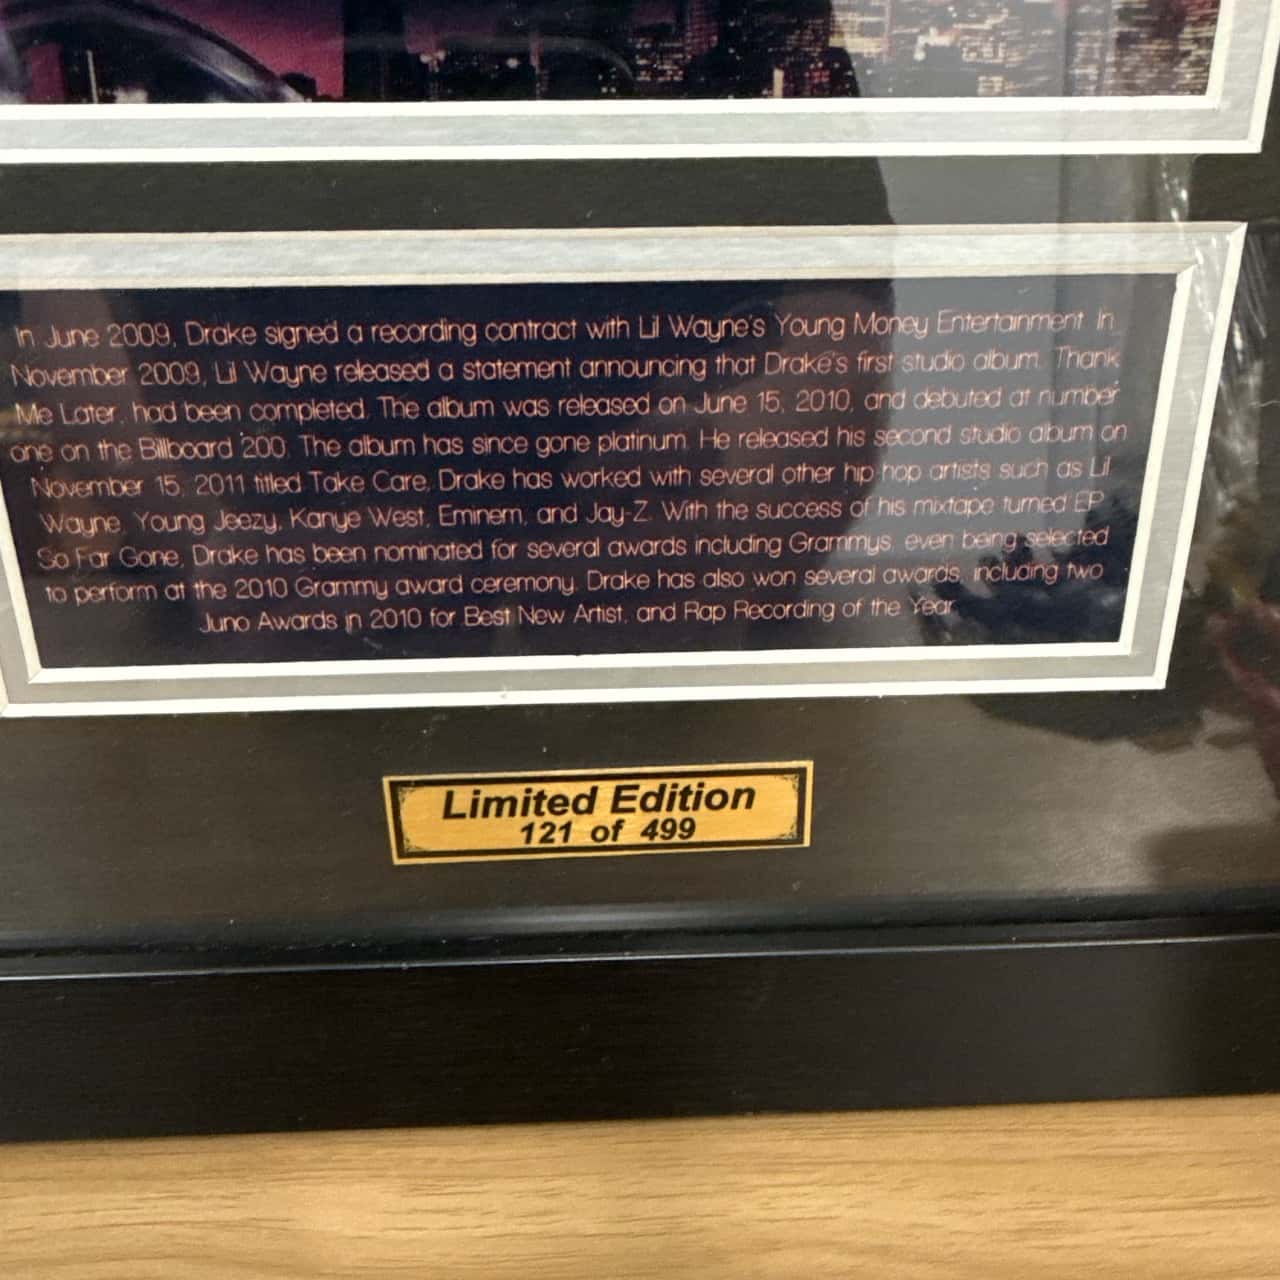 In June 2009, Drake signed a recording contract with Lil Wayne's Young Money Entertainment. In
November 2009, Lil Wayne released a statement announcing that Drake's first studio album, Thank
Me Later, had been completed. The album was released on June 15, 2010, and debuted at number
one on the Billboard 200. The album has since gone platinum. He released his second studio album on
November 15, 2011 titled Take Care. Drake has worked with several other hip hop artists such as Lil
Wayne, Young Jeezy, Kanye West, Eminem, and Jay-Z. With the success of his mixtape turned EP
So Far Gone, Drake has been nominated for several awards including Grammys, even being selected
to perform at the 2010 Grammy award ceremony. Drake has also won several awards, including two
Juno Awards in 2010 for Best New Artist, and Rap Recording of the Year
Limited Edition
121 of 499